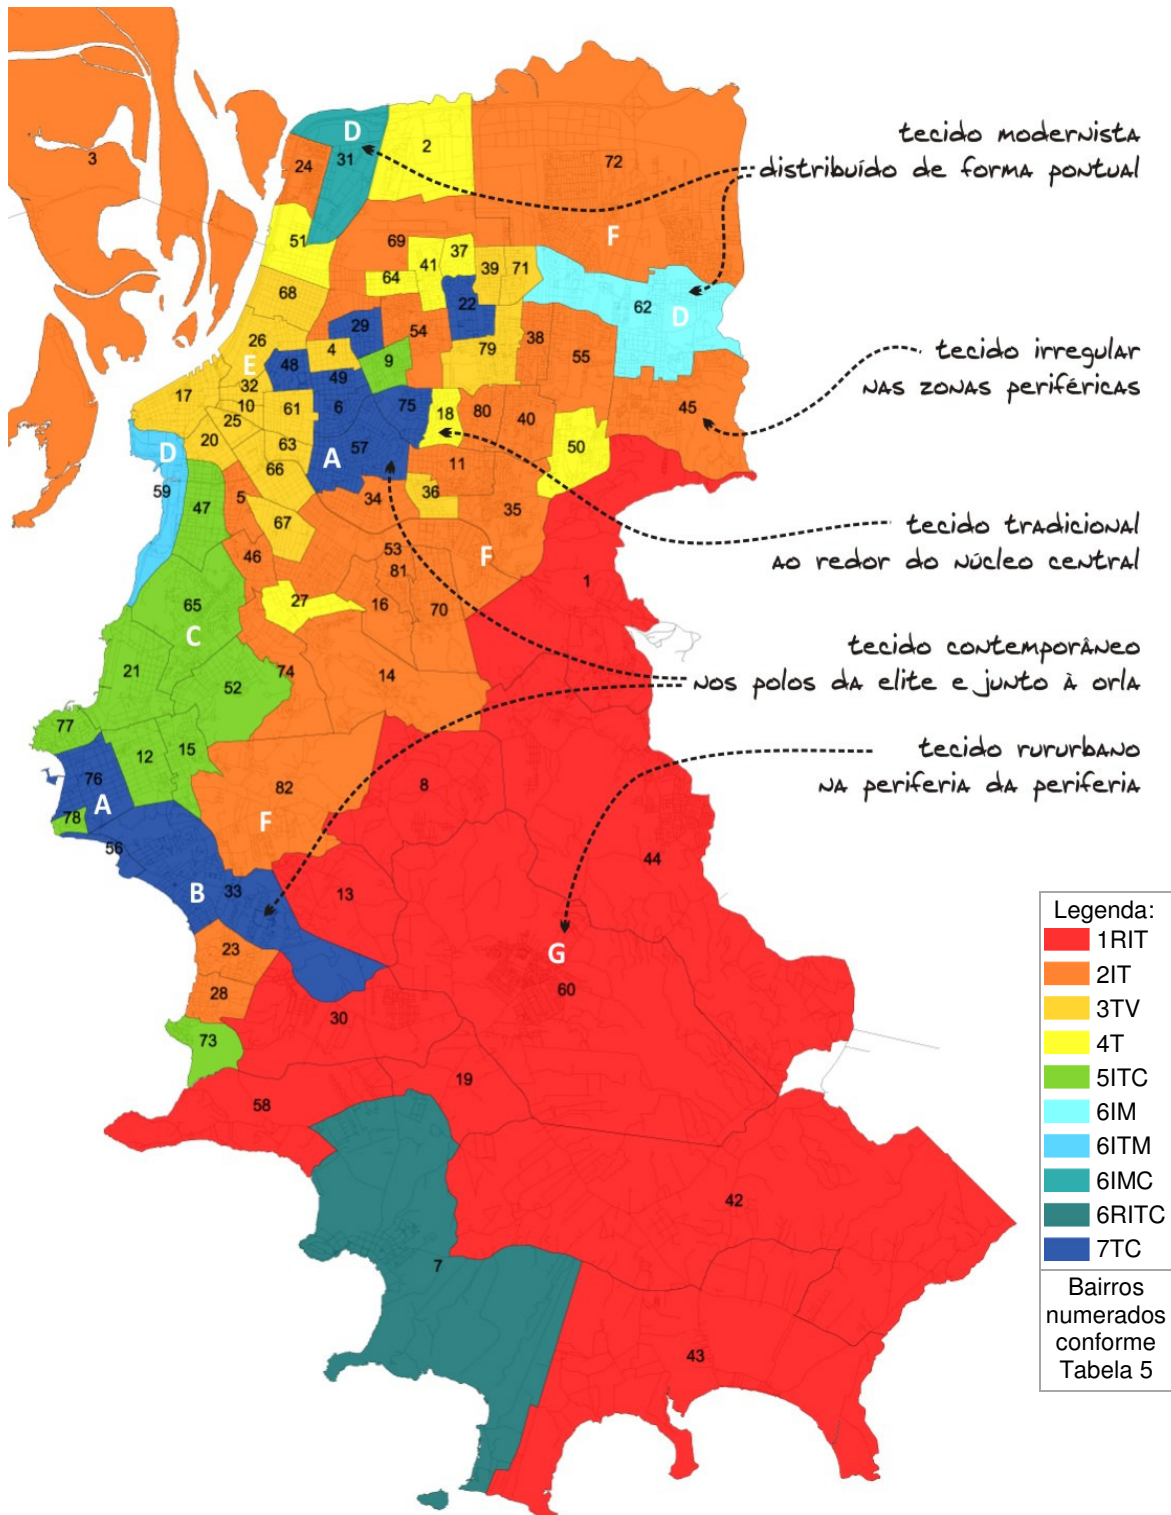 tecido modernista
distribuído de forma pontual
tecido irregular
nas zonas periféricas
tecido tradicional
ao redor do núcleo central
tecido contemporâneo
nos polos da elite e junto à orla
tecido rururbano
na periferia da periferia
D
31
2
72
3
24
F
51
69
37
41
39
71
64
68
22
62
D
29
54
26
4
79
38
55
E
48
9
32
49
17
10
6
75
18
80
40
45
61
25
20
63
57
A
50
D
66
11
59
47
5
34
36
35
67
53
F
46
81
1
27
16
70
65
C
21
52
74
14
77
12
15
76
A
82
8
78
F
56
44
B
33
13
23
G
60
28
30
73
19
58
42
7
43
Legenda:
1RIT
2IT
3TV
4T
5ITC
6IM
6ITM
6IMC
6RITC
7TC
Bairros
numerados
conforme
Tabela 5